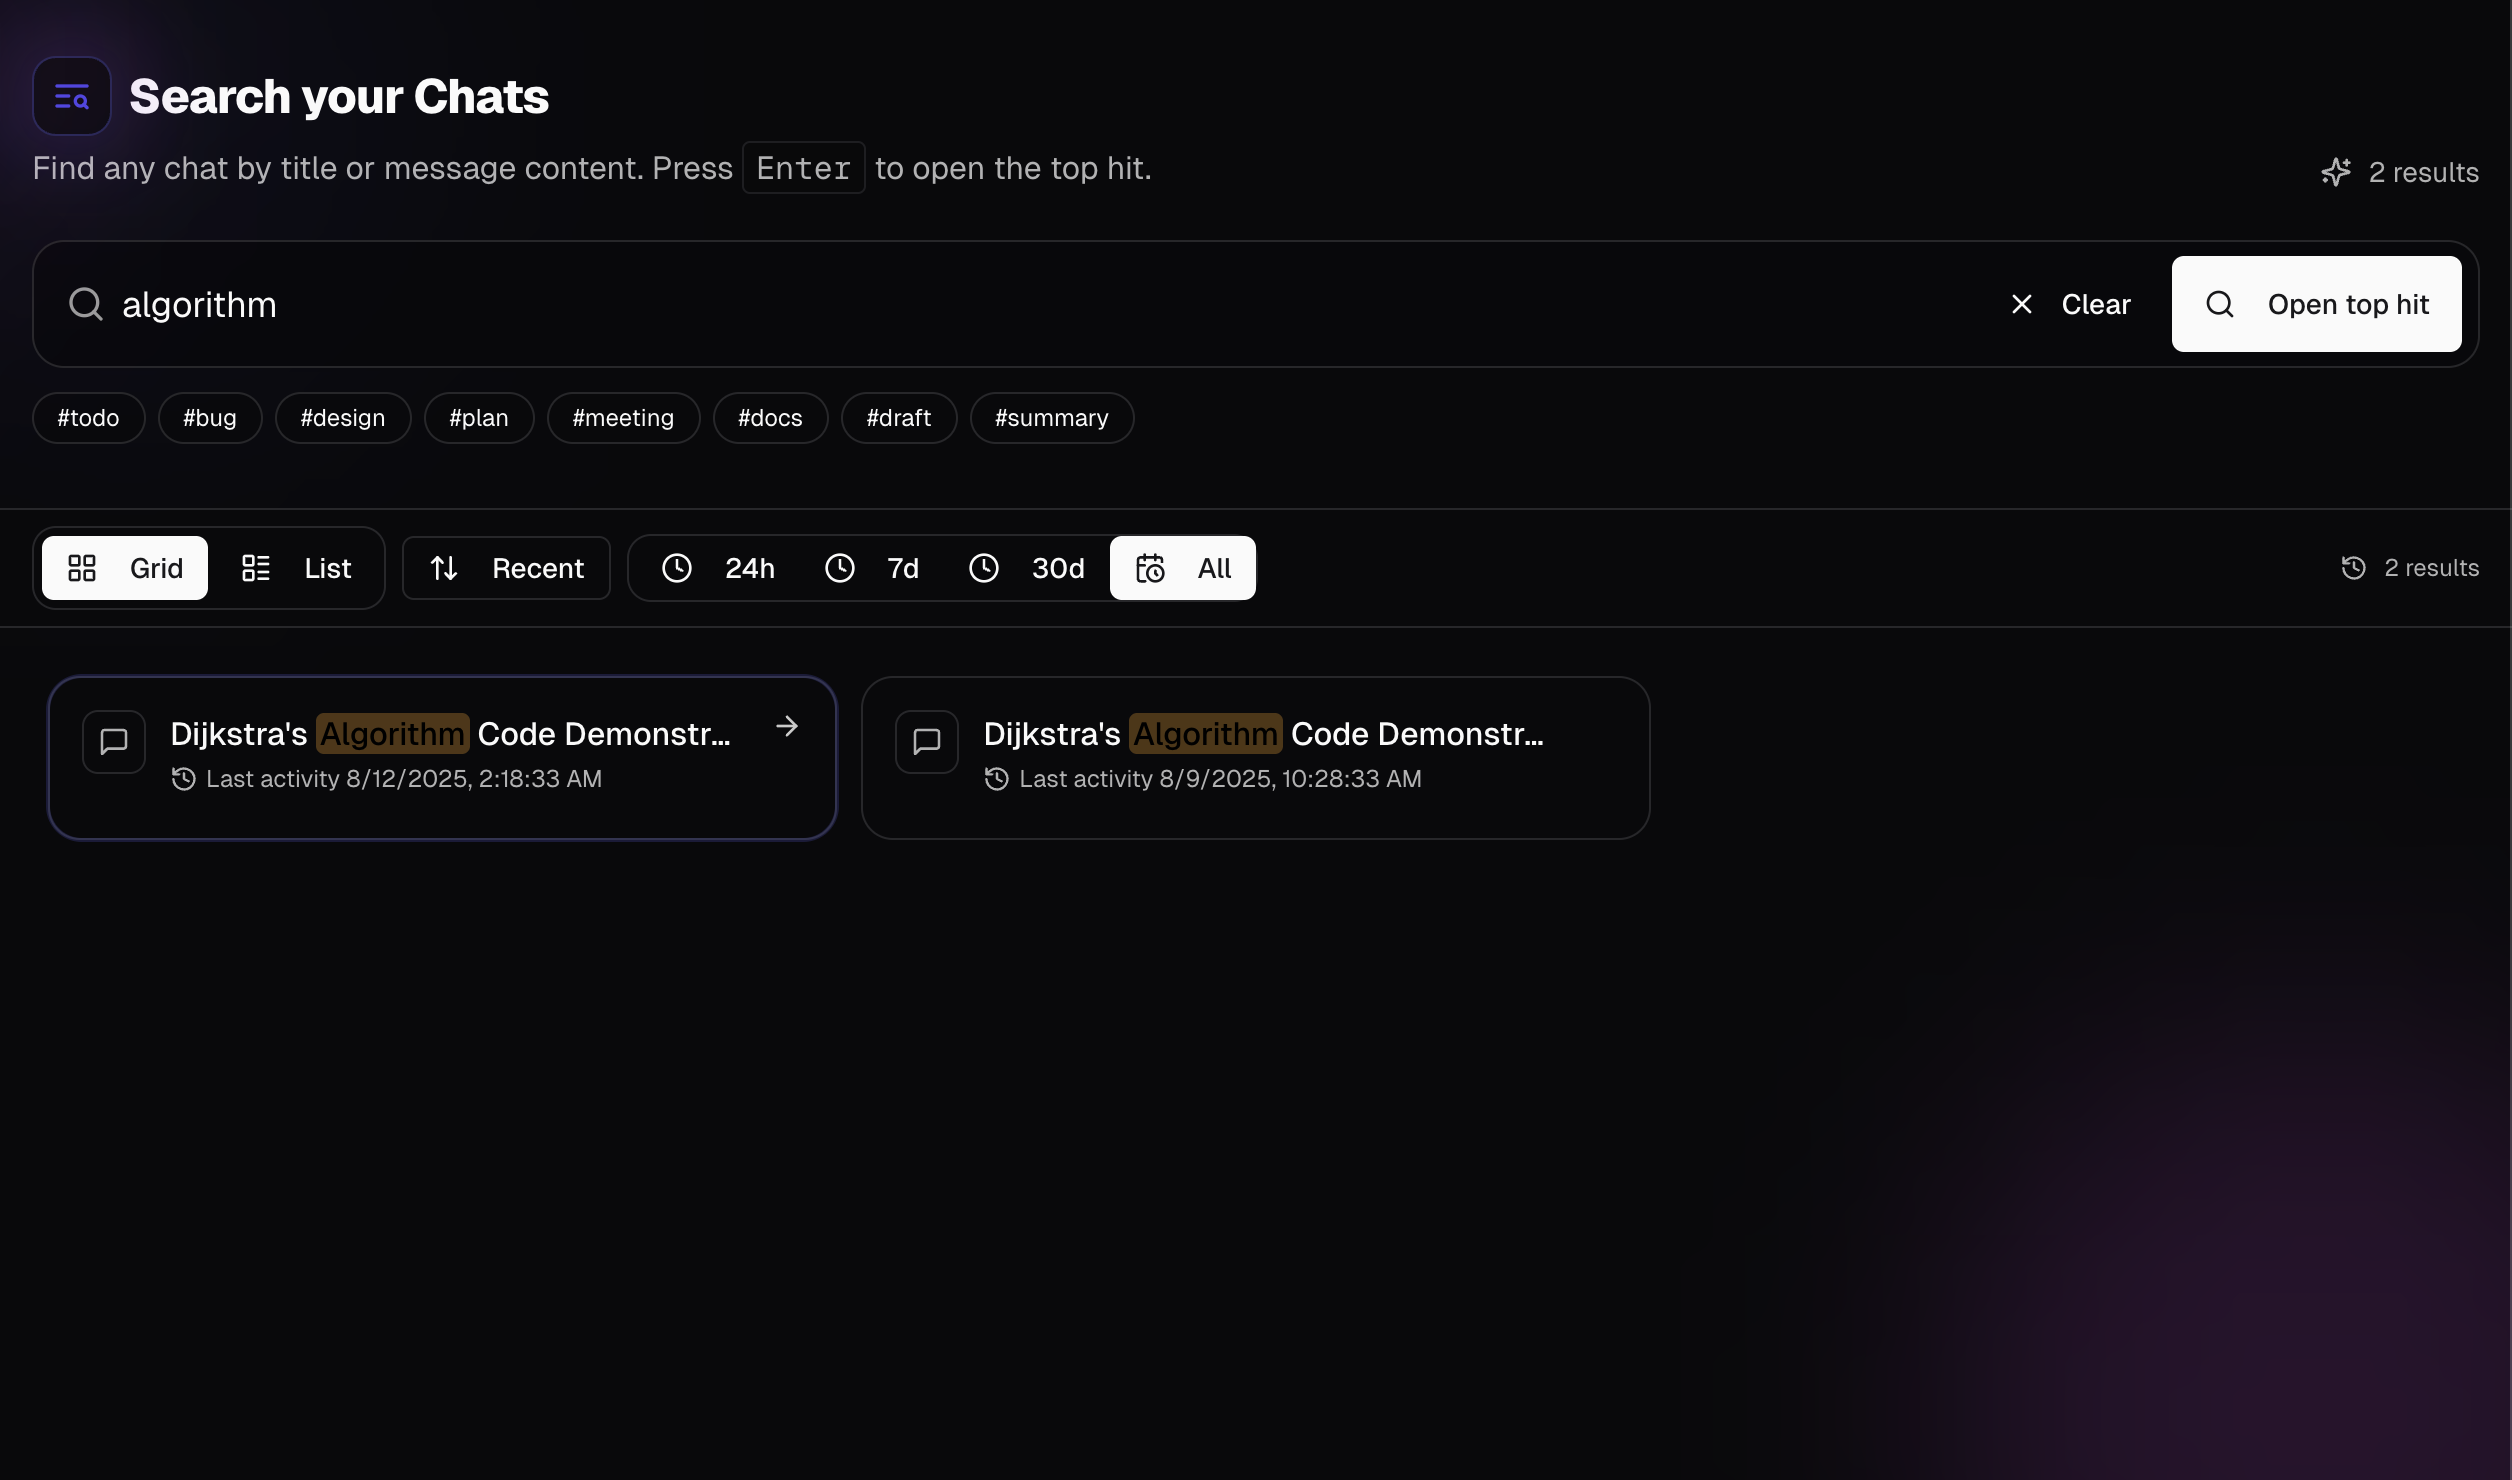 Search your Chats
Find any chat by title or message content. Press Enter to open the top hit.
2 results
algorithm
Clear
Open top hit
#todo #bug #design #plan #meeting #docs #draft #summary
Grid List Recent 24h 7d 30d All
2 results
Dijkstra's Algorithm Code Demonstr...
Last activity 8/12/2025, 2:18:33 AM
Dijkstra's Algorithm Code Demonstr...
Last activity 8/9/2025, 10:28:33 AM